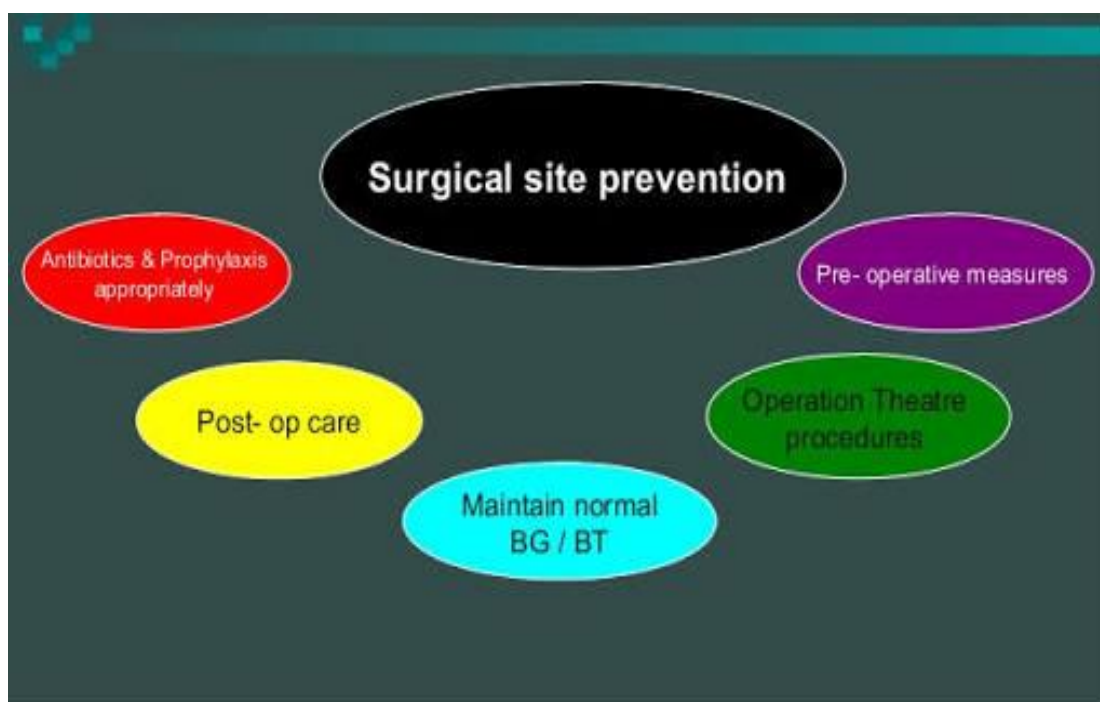 Surgical site prevention
Antibiotics & Prophylaxis
appropriately
Pre- operative measures
Post- op care
Operation Theatre
procedures
Maintain normal
BG / BT